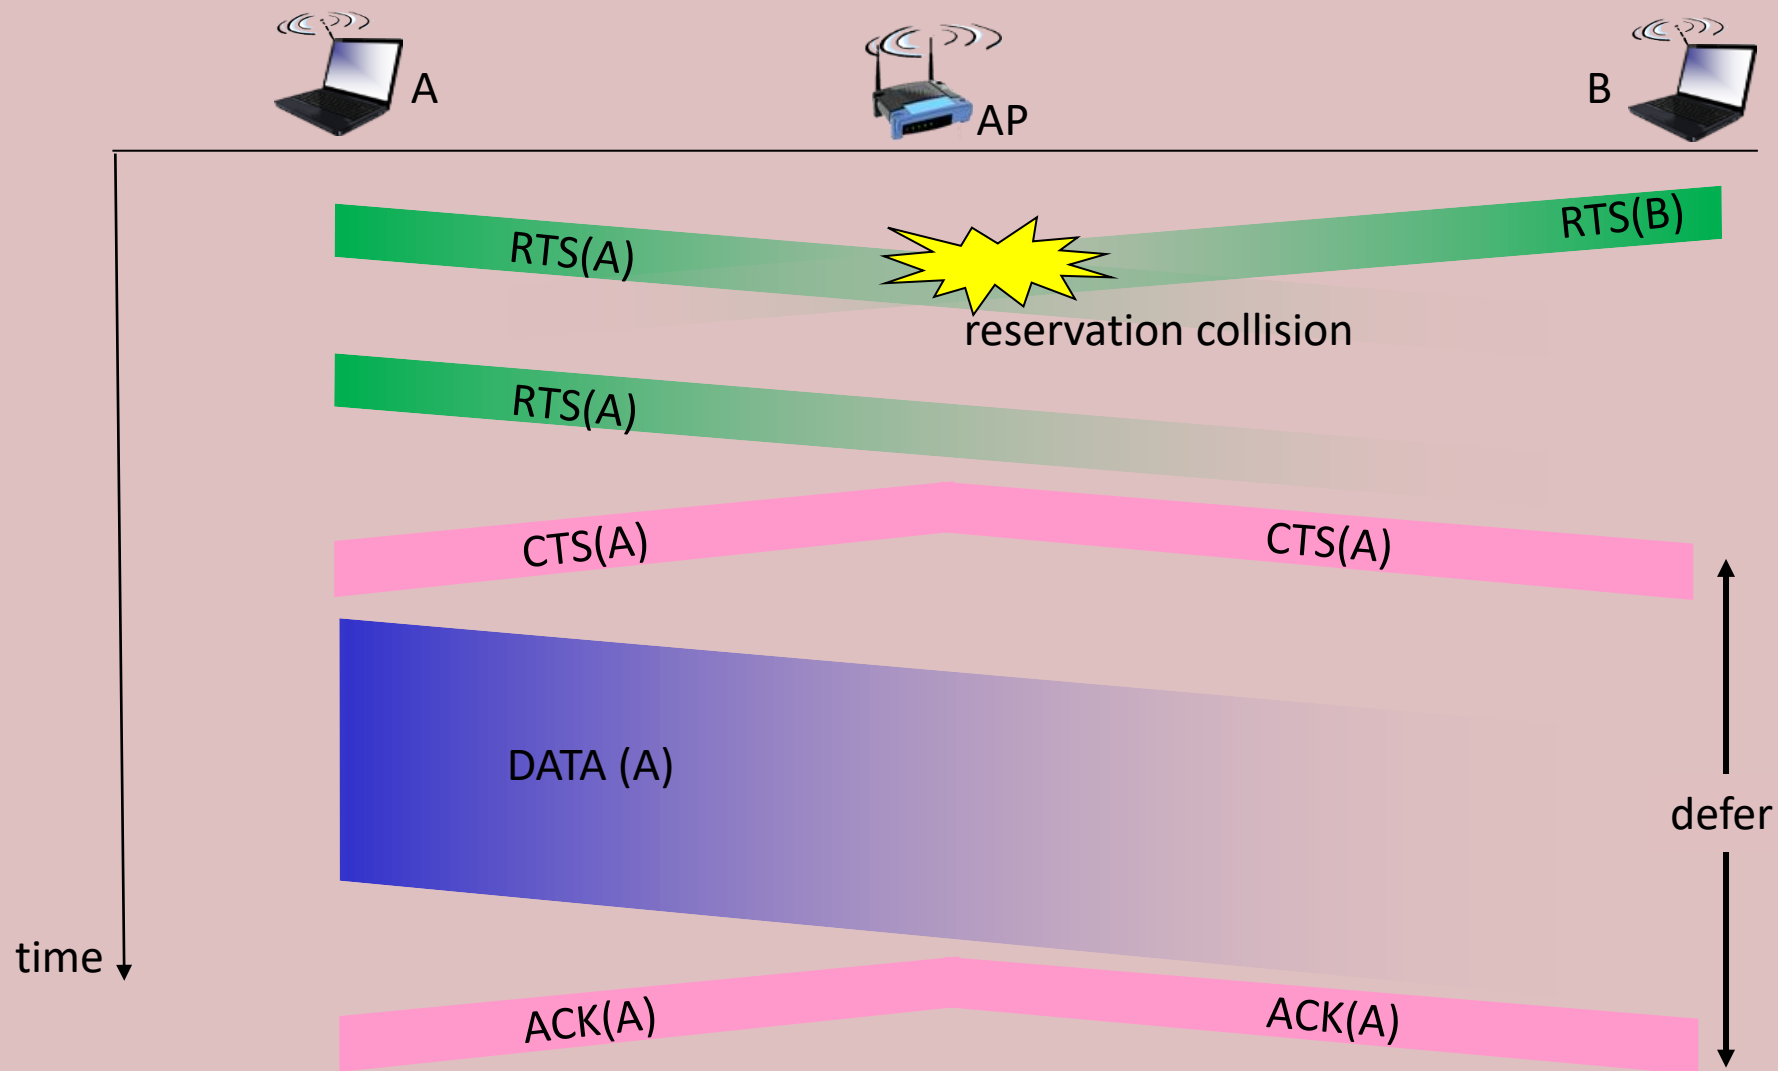 A
AP
B
RTS(A)
RTS(B)
reservation collision
RTS(A)
CTS(A)
CTS(A)
DATA (A)
defer
time
ACK(A)
ACK(A)